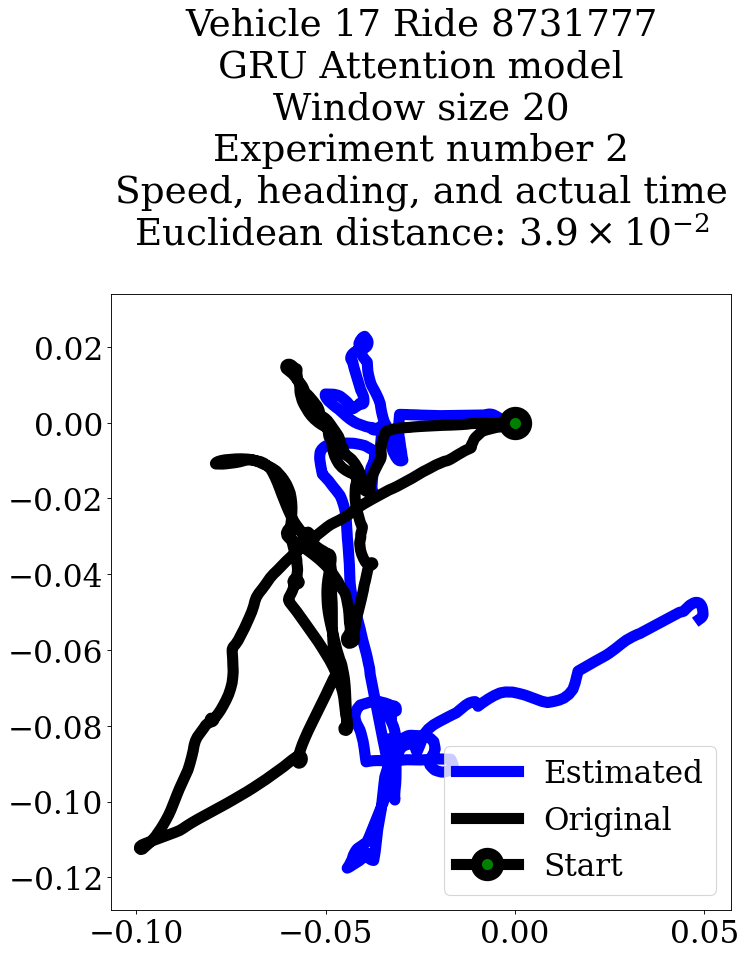 Vehicle 17 Ride 8731777
GRU Attention model
Window size 20
Experiment number 2
Speed, heading, and actual time
Euclidean distance: 3.9 × 10⁻²
0.02
0.00
−0.02
−0.04
−0.06
−0.08
−0.10
−0.12
−0.10 −0.05 0.00 0.05
Estimated
Original
Start